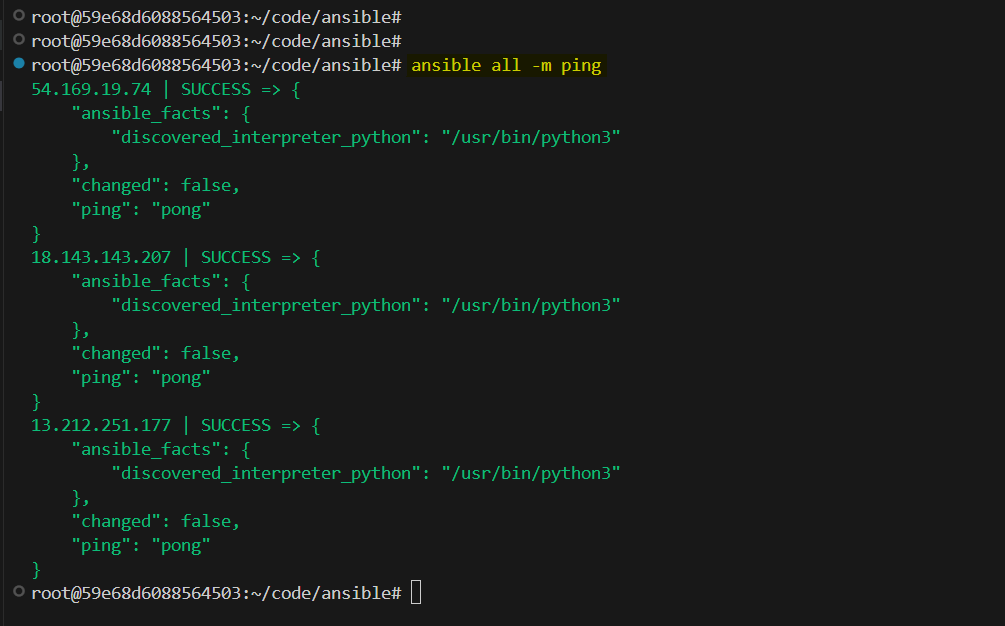 root@59e68d6088564503:~/code/ansible#
root@59e68d6088564503:~/code/ansible#
root@59e68d6088564503:~/code/ansible# ansible all -m ping
54.169.19.74 | SUCCESS => {
    "ansible_facts": {
        "discovered_interpreter_python": "/usr/bin/python3"
    },
    "changed": false,
    "ping": "pong"
}
18.143.143.207 | SUCCESS => {
    "ansible_facts": {
        "discovered_interpreter_python": "/usr/bin/python3"
    },
    "changed": false,
    "ping": "pong"
}
13.212.251.177 | SUCCESS => {
    "ansible_facts": {
        "discovered_interpreter_python": "/usr/bin/python3"
    },
    "changed": false,
    "ping": "pong"
}
root@59e68d6088564503:~/code/ansible#